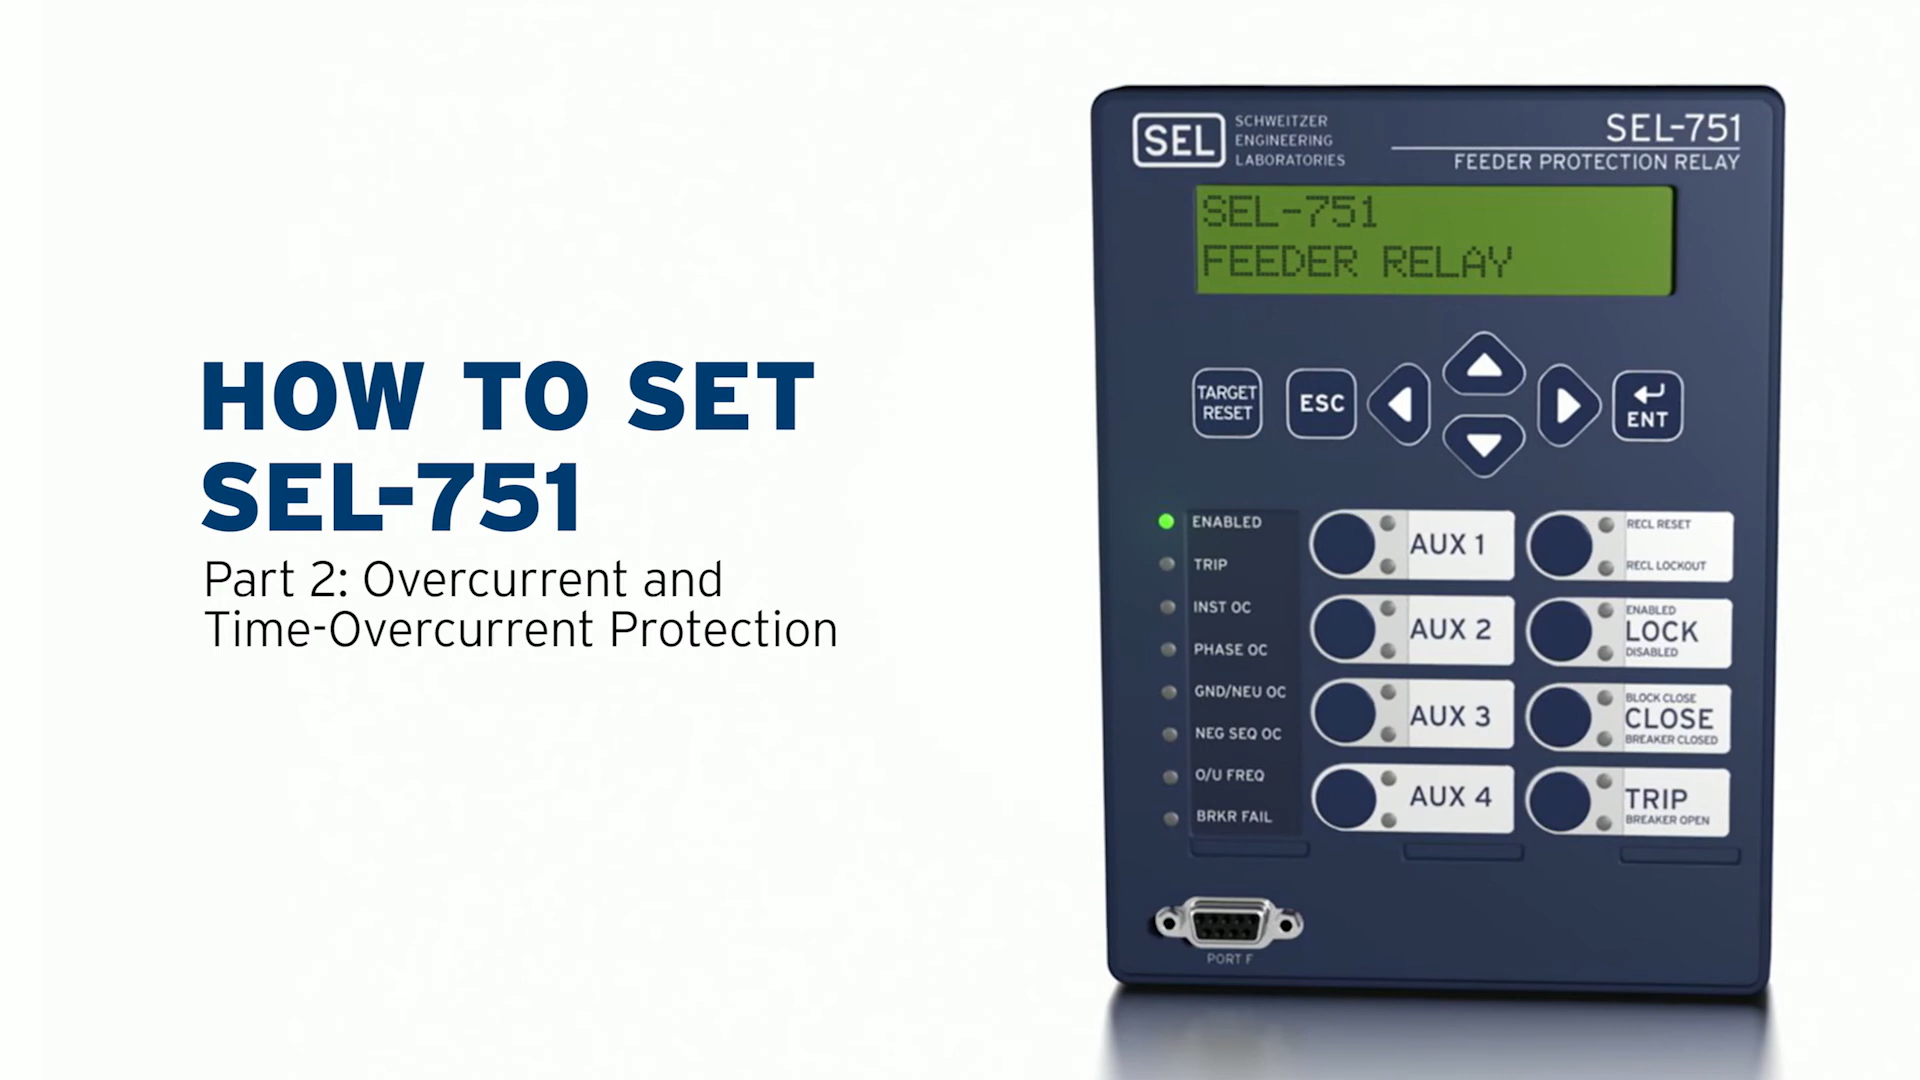 HOW TO SET
SEL-751
Part 2: Overcurrent and
Time-Overcurrent Protection
SEL
SCHWEITZER
ENGINEERING
LABORATORIES
SEL-751
FEEDER PROTECTION RELAY
SEL-751
FEEDER RELAY
TARGET
RESET
ESC
ENT
ENABLED
TRIP
INST OC
PHASE OC
GND/NEU OC
NEG SEQ OC
O/U FREQ
BRKR FAIL
AUX 1
AUX 2
AUX 3
AUX 4
RECL RESET
RECL LOCKOUT
ENABLED
LOCK
DISABLED
BLOCK CLOSE
CLOSE
BREAKER CLOSED
TRIP
BREAKER OPEN
PORT F